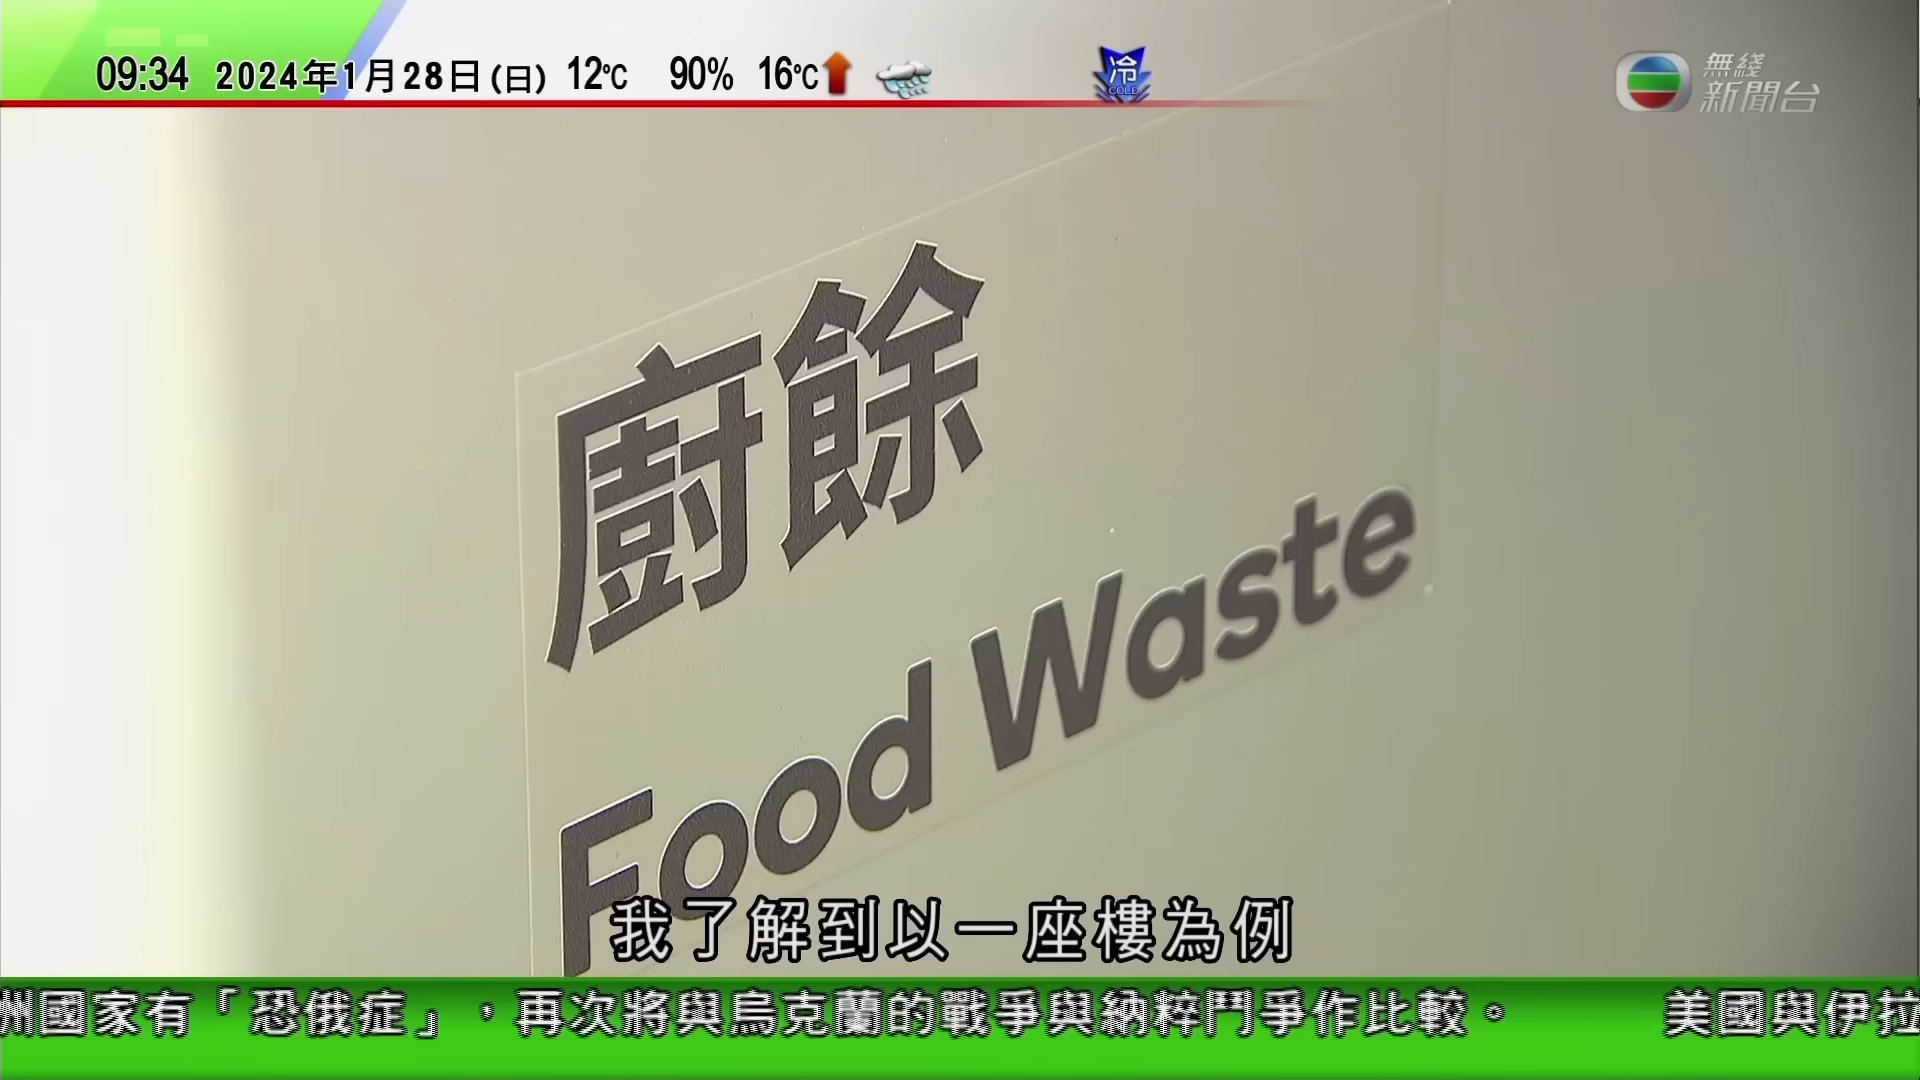 09:34 2024年1月28日(日) 12℃ 90% 16℃
冷
COLD
無綫
新聞台
廚餘
Food Waste
我了解到以一座樓為例
州國家有「恐俄症」，再次將與烏克蘭的戰爭與納粹鬥爭作比較。 美國與伊拉